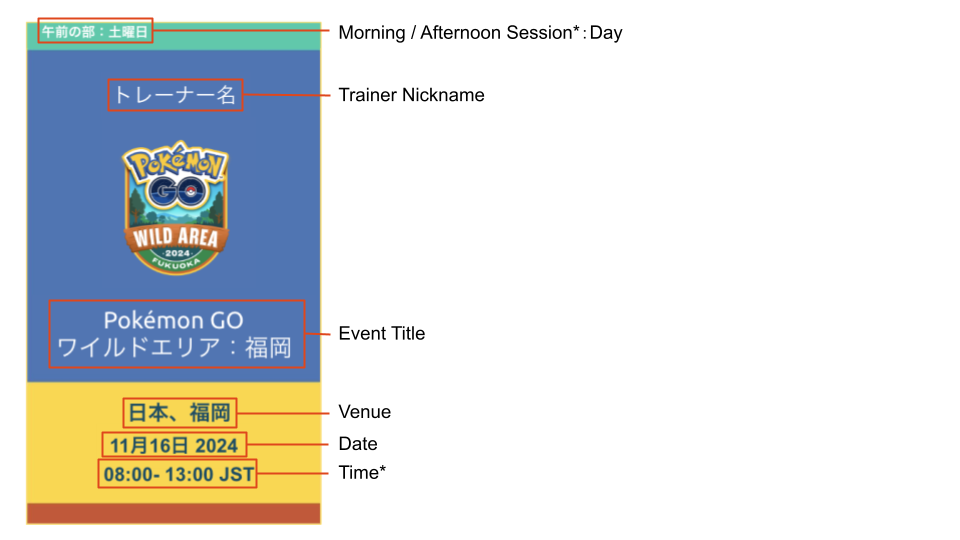 午前の部：土曜日
Morning / Afternoon Session*：Day
トレーナー名
Trainer Nickname
POKÉMON
GO
WILD AREA
2024
FUKUOKA
Pokémon GO
ワイルドエリア：福岡
Event Title
日本、福岡
Venue
11月16日 2024
Date
08:00- 13:00 JST
Time*